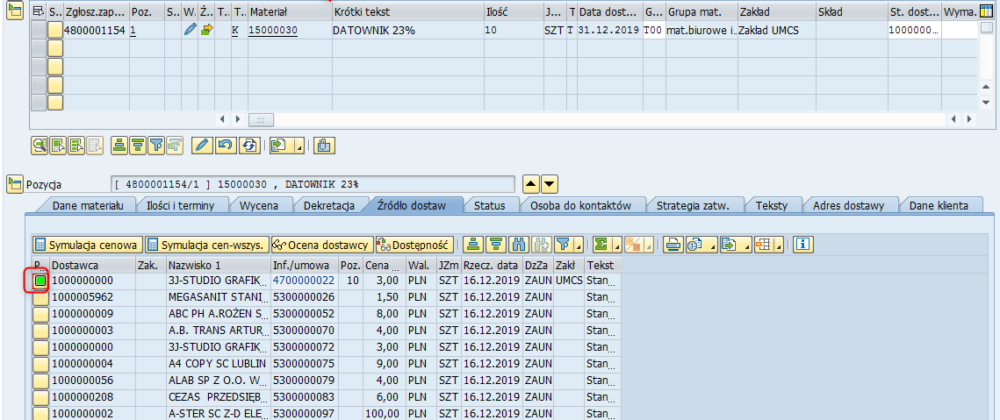 S.. Zgłosz.zap... Poz. S.. W. Ź.. T.. T.. Materiał Krótki tekst Ilość J... T Data dost... G... Grupa mat. Zakład Skład St. dost... Wyma.
4800001154 1 K 15000030 DATOWNIK 23% 10 SZT T 31.12.2019 T00 mat.biurowe i.. Zakład UMCS 1000000...
Pozycja [ 4800001154/1 ] 15000030 , DATOWNIK 23%
Dane materiału Ilości i terminy Wycena Dekretacja Źródło dostaw Status Osoba do kontaktów Strategia zatw. Teksty Adres dostawy Dane klienta
Symulacja cenowa Symulacja cen-wszys. Ocena dostawcy Dostępność
P.. Dostawca Zak. Nazwisko 1 Inf./umowa Poz. Cena ... Wal. JZm Rzecz. data DzZa Zakł Tekst
1000000000 3J-STUDIO GRAFIK... 4700000022 10 3,00 PLN SZT 16.12.2019 ZAUN UMCS Stan...
1000005962 MEGASANIT STANI... 5300000026 1,50 PLN SZT 16.12.2019 ZAUN Stan...
1000000009 ABC PH A.ROŻEN S... 5300000052 8,00 PLN SZT 16.12.2019 ZAUN Stan...
1000000003 A.B. TRANS ARTUR... 5300000070 4,00 PLN SZT 16.12.2019 ZAUN Stan...
1000000000 3J-STUDIO GRAFIK... 5300000072 3,00 PLN SZT 16.12.2019 ZAUN Stan...
1000000004 A4 COPY SC LUBLIN 5300000075 9,00 PLN SZT 16.12.2019 ZAUN Stan...
1000000056 ALAB SP Z O.O. W... 5300000079 4,00 PLN SZT 16.12.2019 ZAUN Stan...
1000000208 CEZAS PRZEDSIĘB... 5300000083 6,00 PLN SZT 16.12.2019 ZAUN Stan...
1000000002 A-STER SC Z-D ELE... 5300000097 100,00 PLN SZT 16.12.2019 ZAUN Stan...